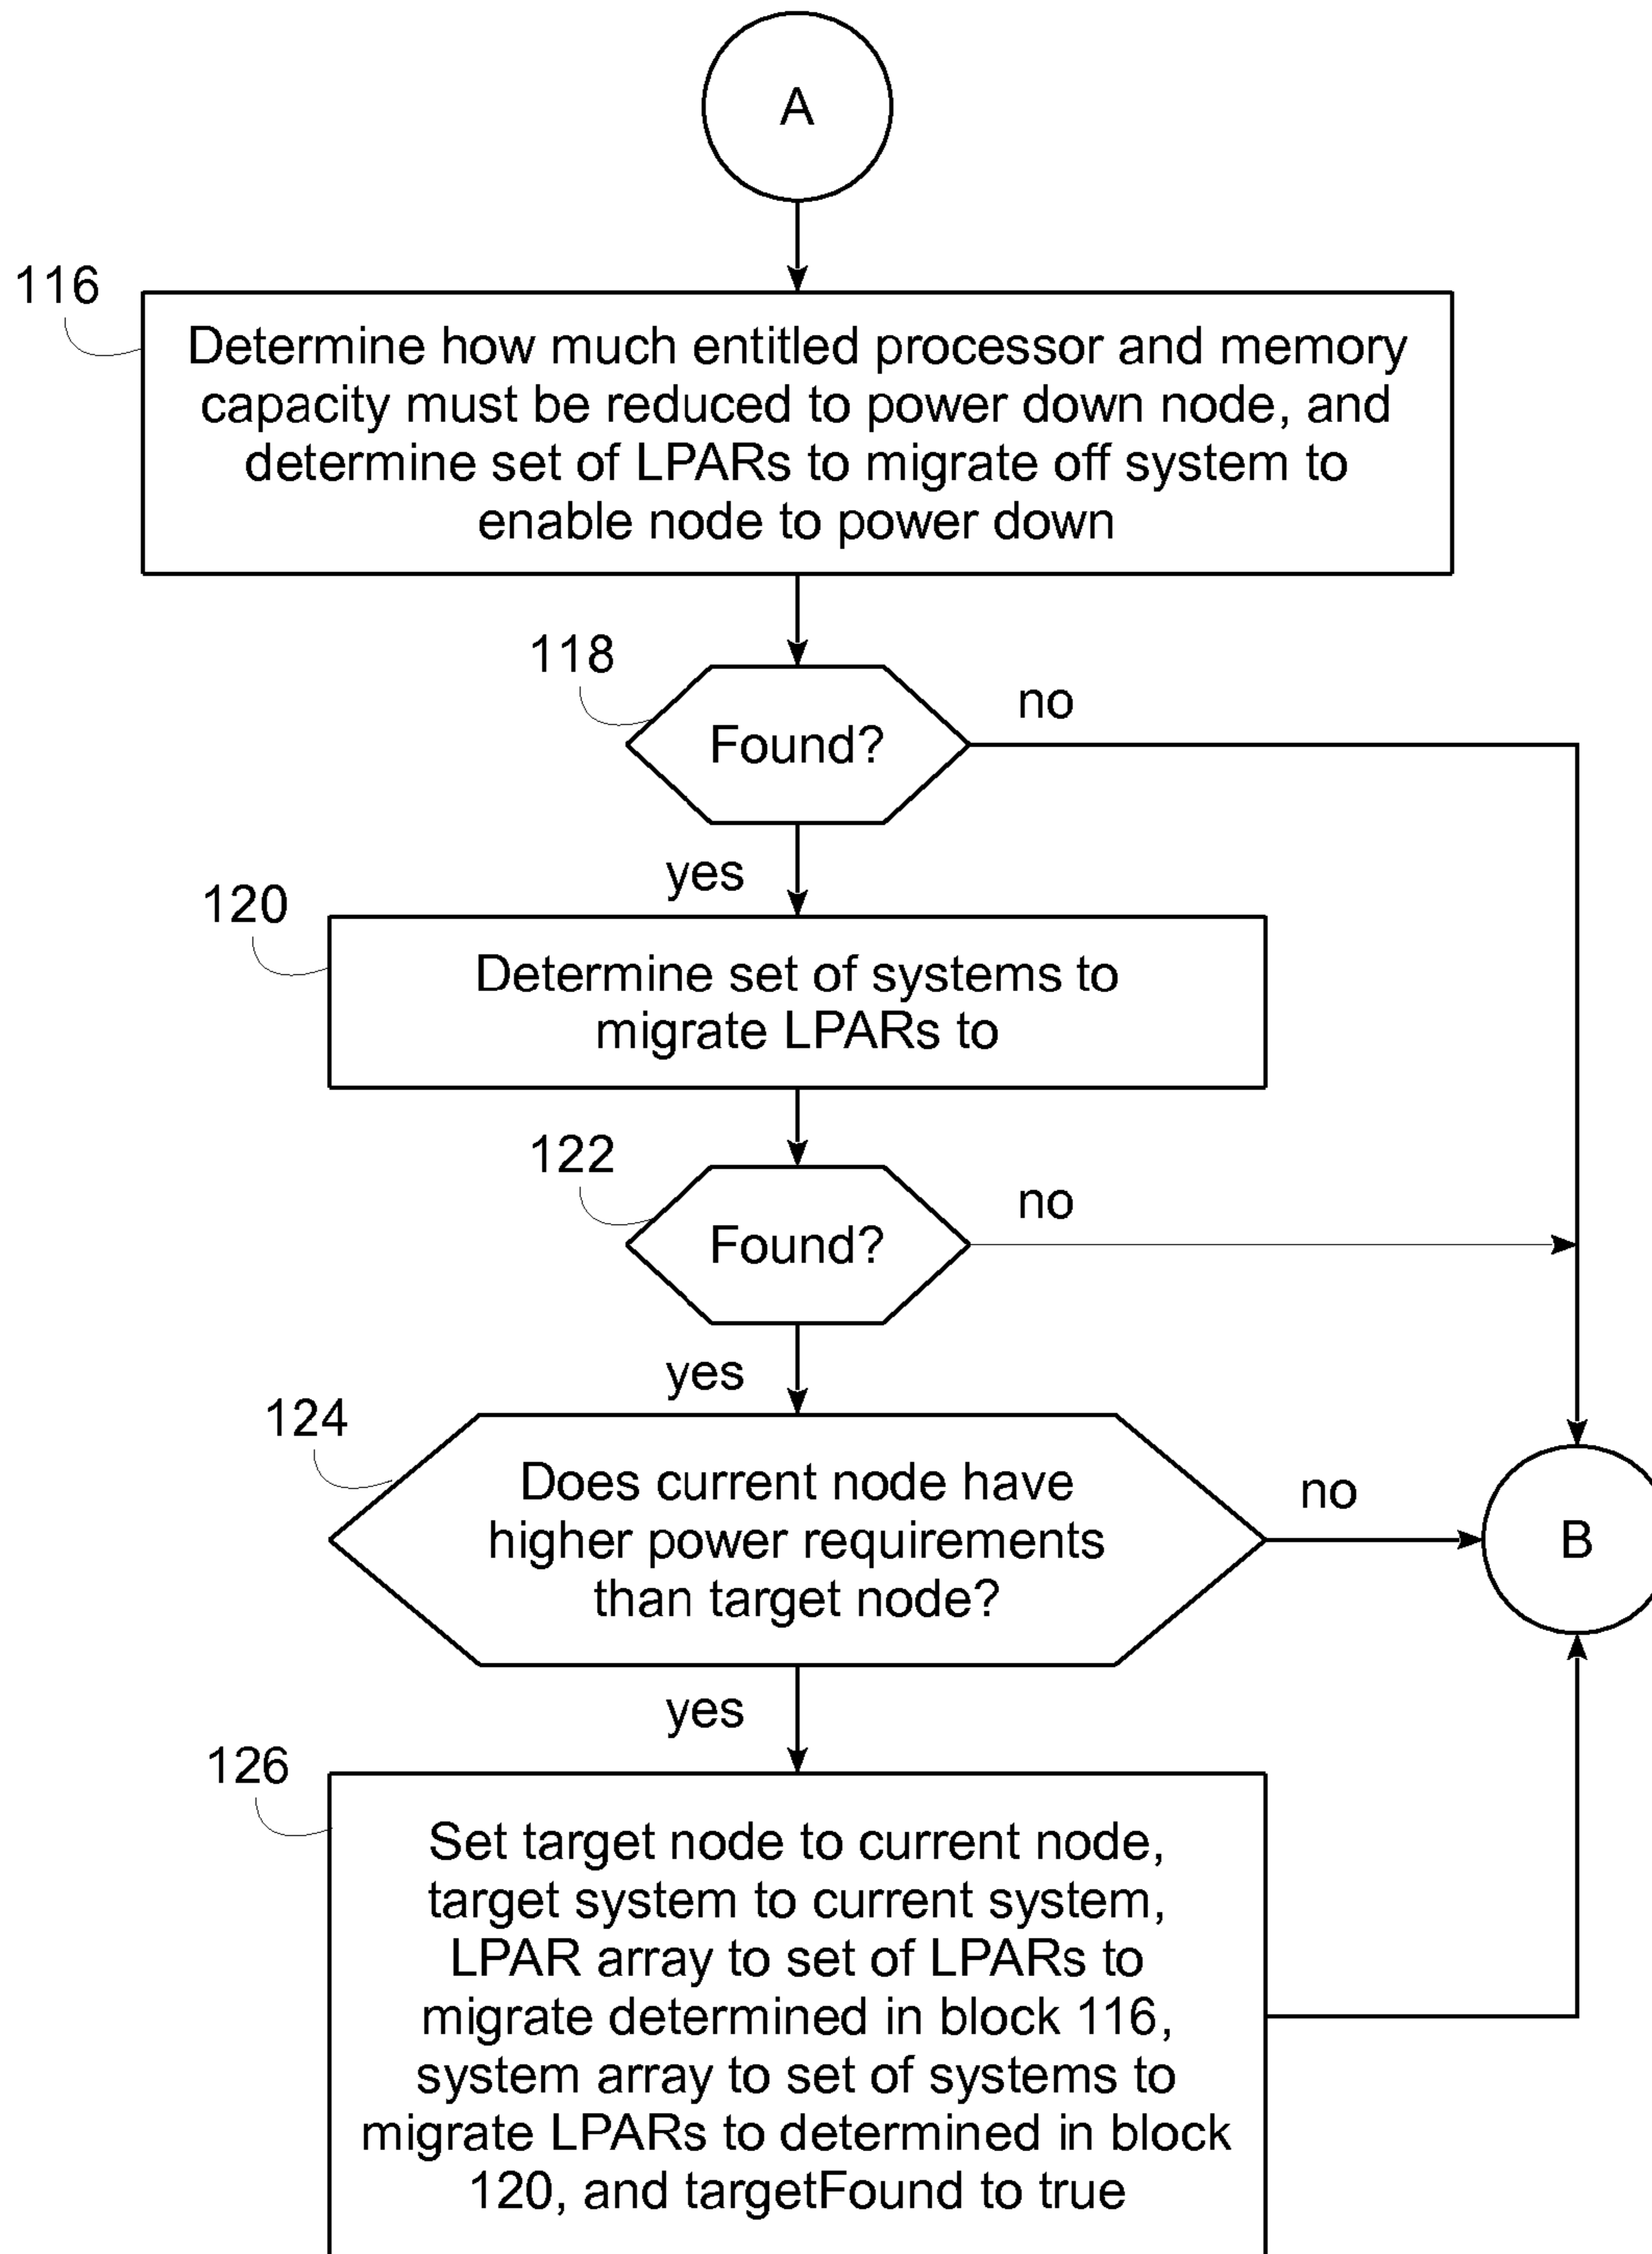 A
116
Determine how much entitled processor and memory
capacity must be reduced to power down node, and
determine set of LPARs to migrate off system to
enable node to power down
118
Found?
no
yes
120
Determine set of systems to
migrate LPARs to
122
Found?
no
yes
124
Does current node have
higher power requirements
than target node?
no
B
yes
126
Set target node to current node,
target system to current system,
LPAR array to set of LPARs to
migrate determined in block 116,
system array to set of systems to
migrate LPARs to determined in block
120, and targetFound to true